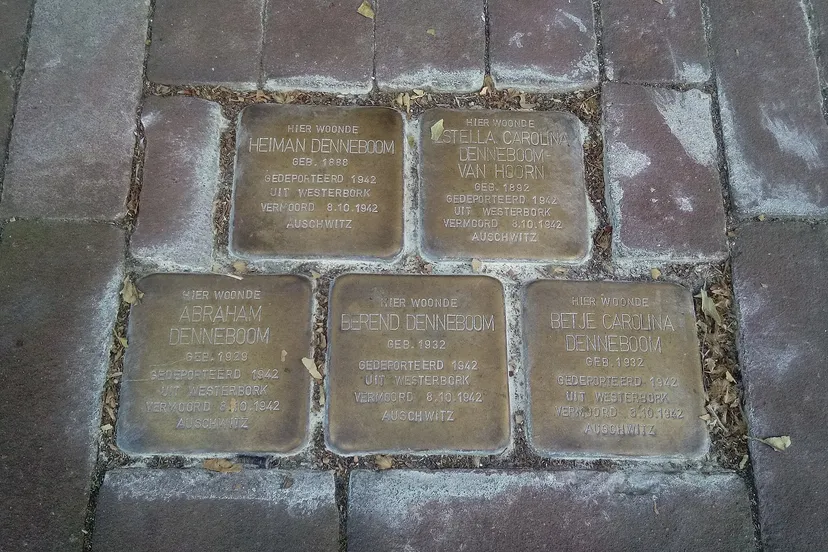 HIER WOONDE
HEIMAN DENNEBOOM
GEB. 1888
GEDEPORTEERD 1942
UIT WESTERBORK
VERMOORD 8.10.1942
AUSCHWITZ
HIER WOONDE
ESTELLA CAROLINA
DENNEBOOM-
VAN HOORN
GEB. 1892
GEDEPORTEERD 1942
UIT WESTERBORK
VERMOORD 8.10.1942
AUSCHWITZ
HIER WOONDE
ABRAHAM
DENNEBOOM
GEB. 1929
GEDEPORTEERD 1942
UIT WESTERBORK
VERMOORD 8.10.1942
AUSCHWITZ
HIER WOONDE
BEREND DENNEBOOM
GEB. 1932
GEDEPORTEERD 1942
UIT WESTERBORK
VERMOORD 8.10.1942
AUSCHWITZ
HIER WOONDE
BETJE CAROLINA
DENNEBOOM
GEB. 1932
GEDEPORTEERD 1942
UIT WESTERBORK
VERMOORD 8.10.1942
AUSCHWITZ